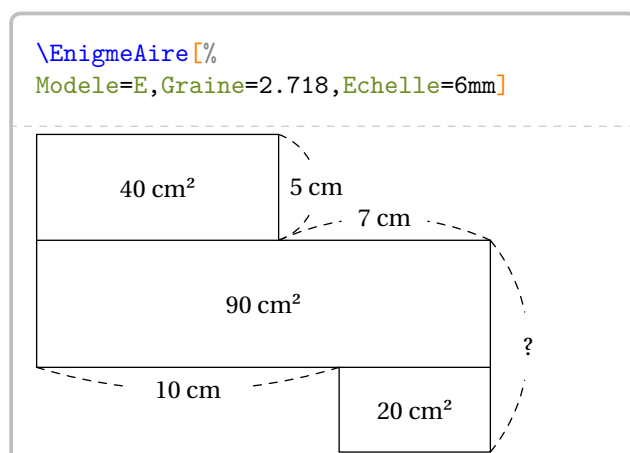 \EnigmeAire[%
Modele=E,Graine=2.718,Echelle=6mm]
40 cm²
5 cm
7 cm
90 cm²
?
10 cm
20 cm²